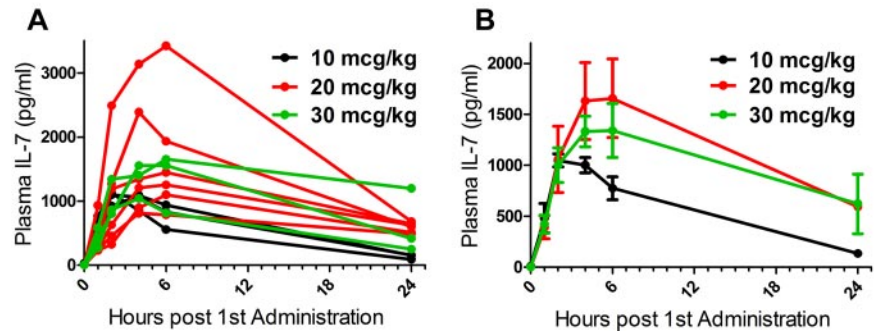 A
Plasma IL-7 (pg/ml)
3000
2000
1000
0
10 mcg/kg
20 mcg/kg
30 mcg/kg
0
6
12
18
24
Hours post 1st Administration
B
Plasma IL-7 (pg/ml)
2000
1500
1000
500
0
10 mcg/kg
20 mcg/kg
30 mcg/kg
0
6
12
18
24
Hours post 1st Administration